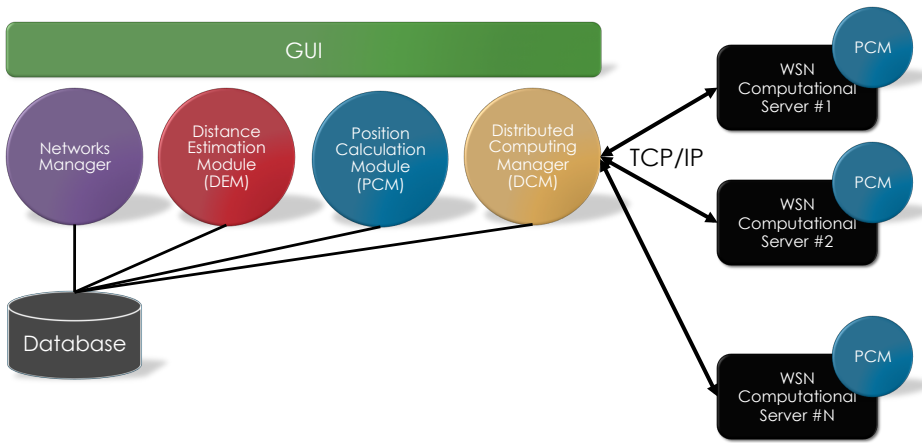 GUI
Networks
Manager
Distance
Estimation
Module
(DEM)
Position
Calculation
Module
(PCM)
Distributed
Computing
Manager
(DCM)
TCP/IP
Database
WSN
Computational
Server #1
PCM
WSN
Computational
Server #2
PCM
WSN
Computational
Server #N
PCM